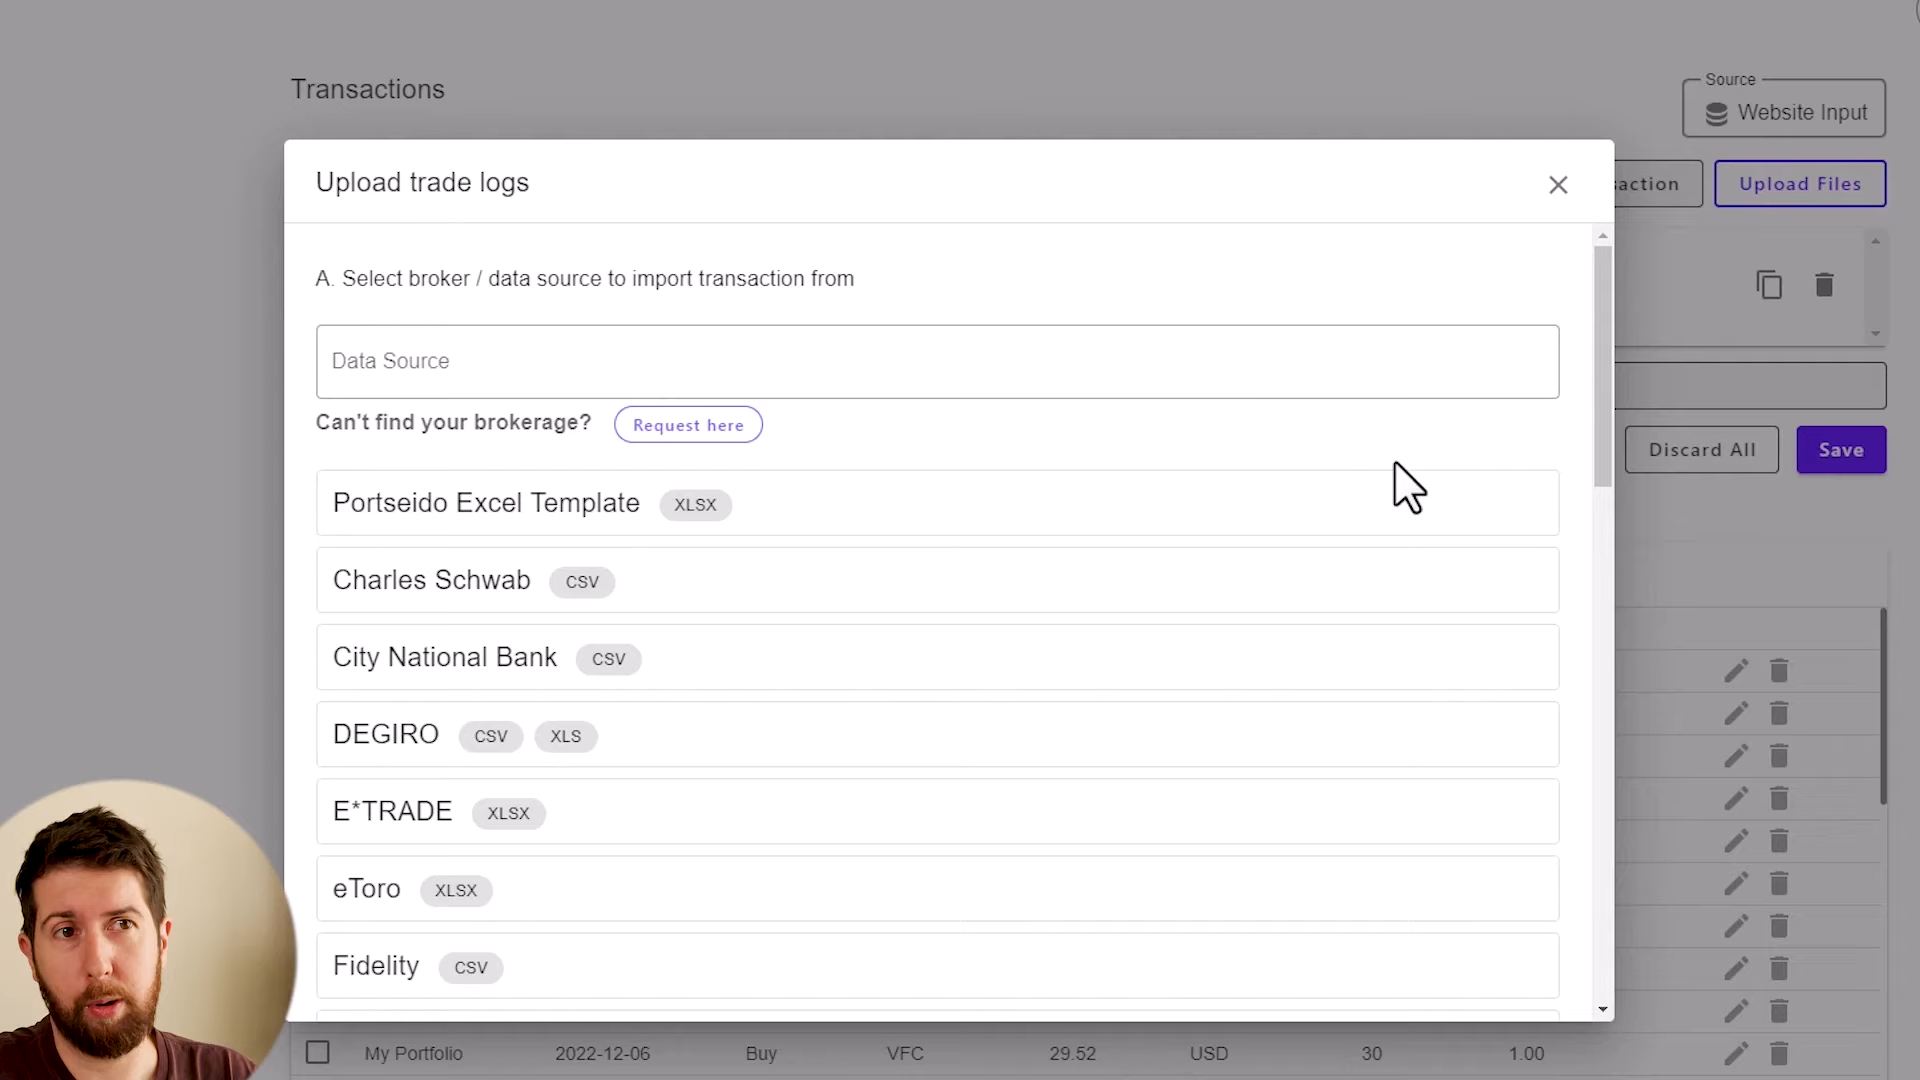 Transactions
Source
Website Input
Upload trade logs
action
Upload Files
A. Select broker / data source to import transaction from
Data Source
Can't find your brokerage?
Request here
Discard All
Save
Portseido Excel Template
XLSX
Charles Schwab
CSV
City National Bank
CSV
DEGIRO
CSV
XLS
E*TRADE
XLSX
eToro
XLSX
Fidelity
CSV
My Portfolio 2022-12-06 Buy VFC 29.52 USD 30 1.00